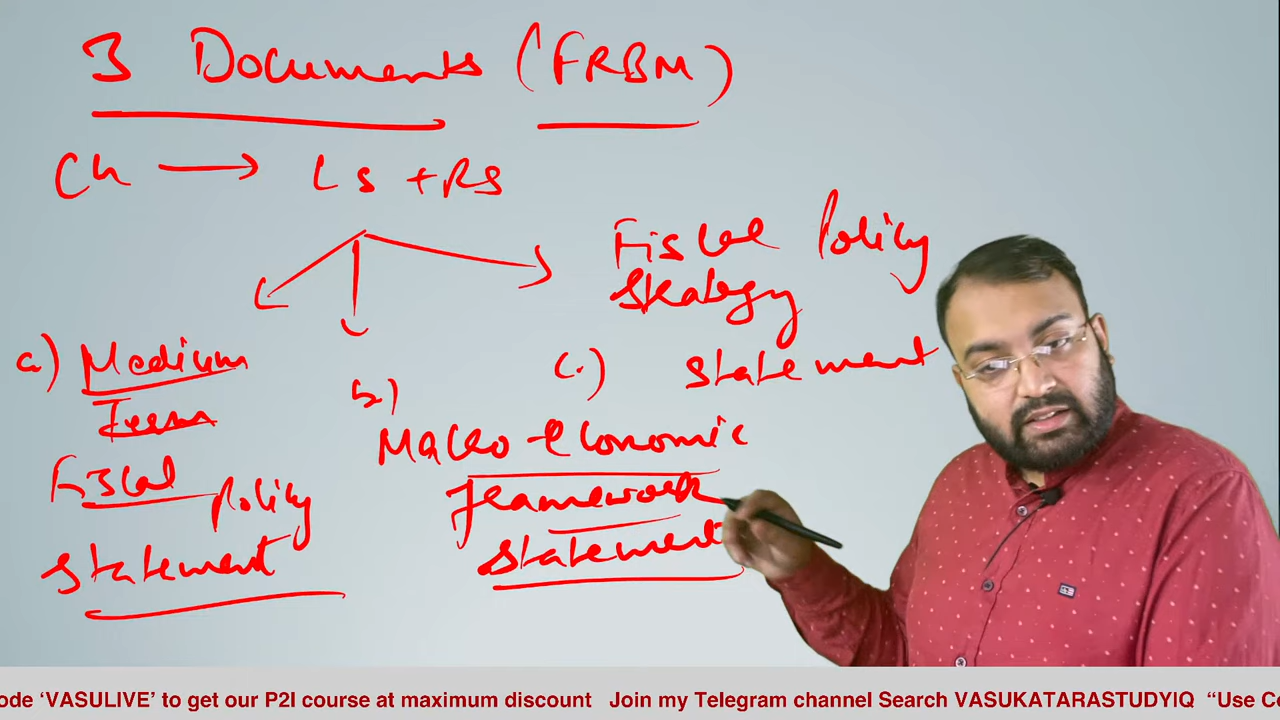 3 Documents (FRBM)
CG → LS + RS
a) Medium
Term
Fiscal
Policy
Statement
b)
Macro-economic
framework
statement
Fiscal Policy
Strategy
c.) Statement
ode ‘VASULIVE’ to get our P2I course at maximum discount Join my Telegram channel Search VASUKATARASTUDYIQ “Use Co